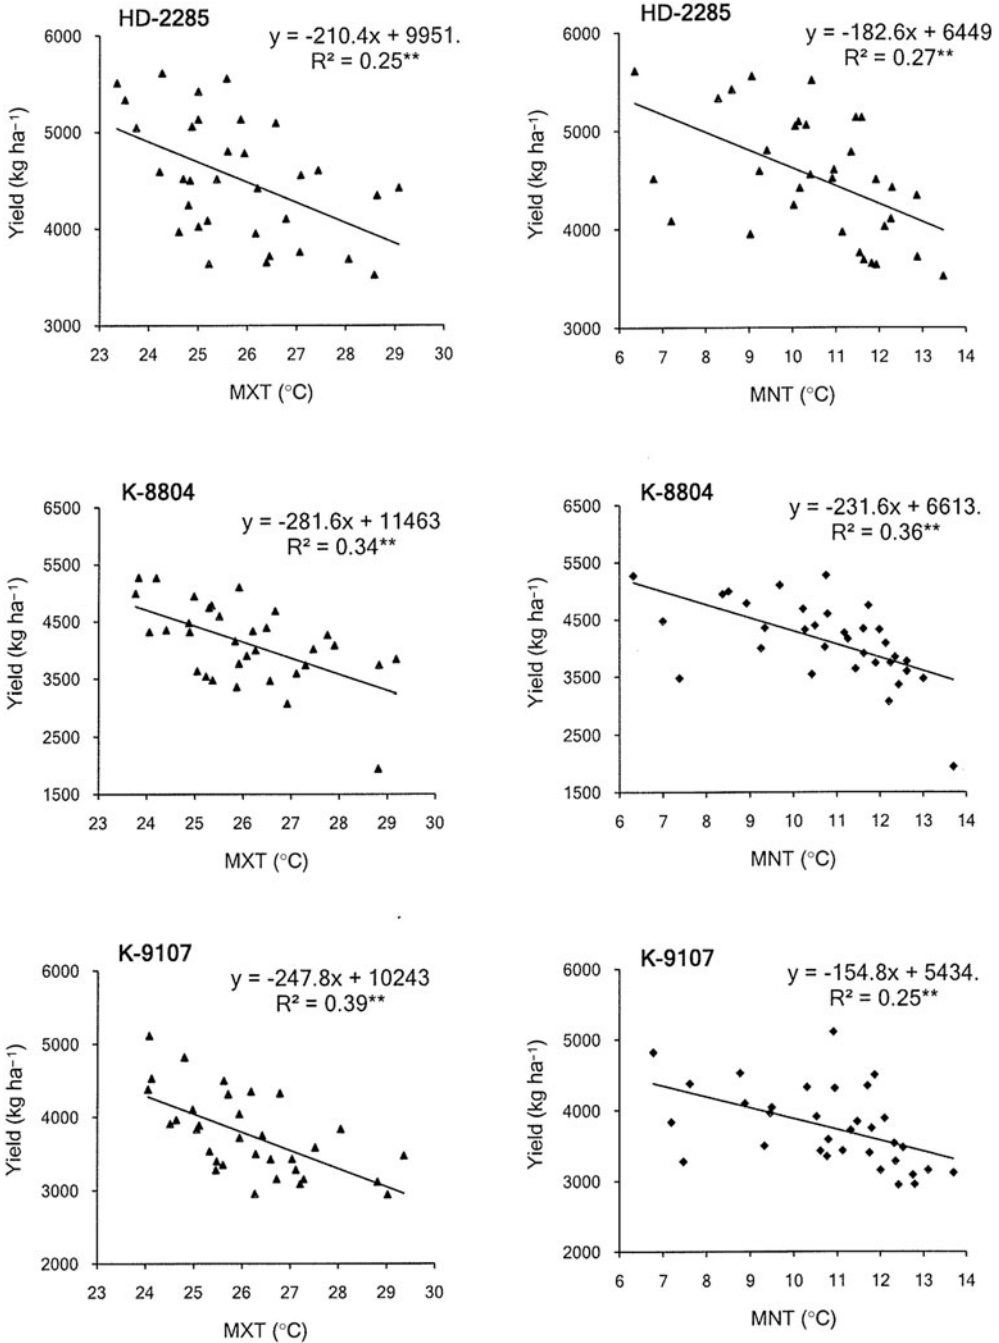 HD-2285
y = -210.4x + 9951.
R² = 0.25**
Yield (kg ha⁻¹)
6000
5000
4000
3000
23 24 25 26 27 28 29 30
MXT (°C)
HD-2285
y = -182.6x + 6449
R² = 0.27**
Yield (kg ha⁻¹)
6000
5000
4000
3000
6 7 8 9 10 11 12 13 14
MNT (°C)
K-8804
y = -281.6x + 11463
R² = 0.34**
Yield (kg ha⁻¹)
6500
5500
4500
3500
2500
1500
23 24 25 26 27 28 29 30
MXT (°C)
K-8804
y = -231.6x + 6613.
R² = 0.36**
Yield (kg ha⁻¹)
6500
5500
4500
3500
2500
1500
6 7 8 9 10 11 12 13 14
MNT (°C)
K-9107
y = -247.8x + 10243
R² = 0.39**
Yield (kg ha⁻¹)
6000
5000
4000
3000
2000
23 24 25 26 27 28 29 30
MXT (°C)
K-9107
y = -154.8x + 5434.
R² = 0.25**
Yield (kg ha⁻¹)
6000
5000
4000
3000
2000
6 7 8 9 10 11 12 13 14
MNT (°C)